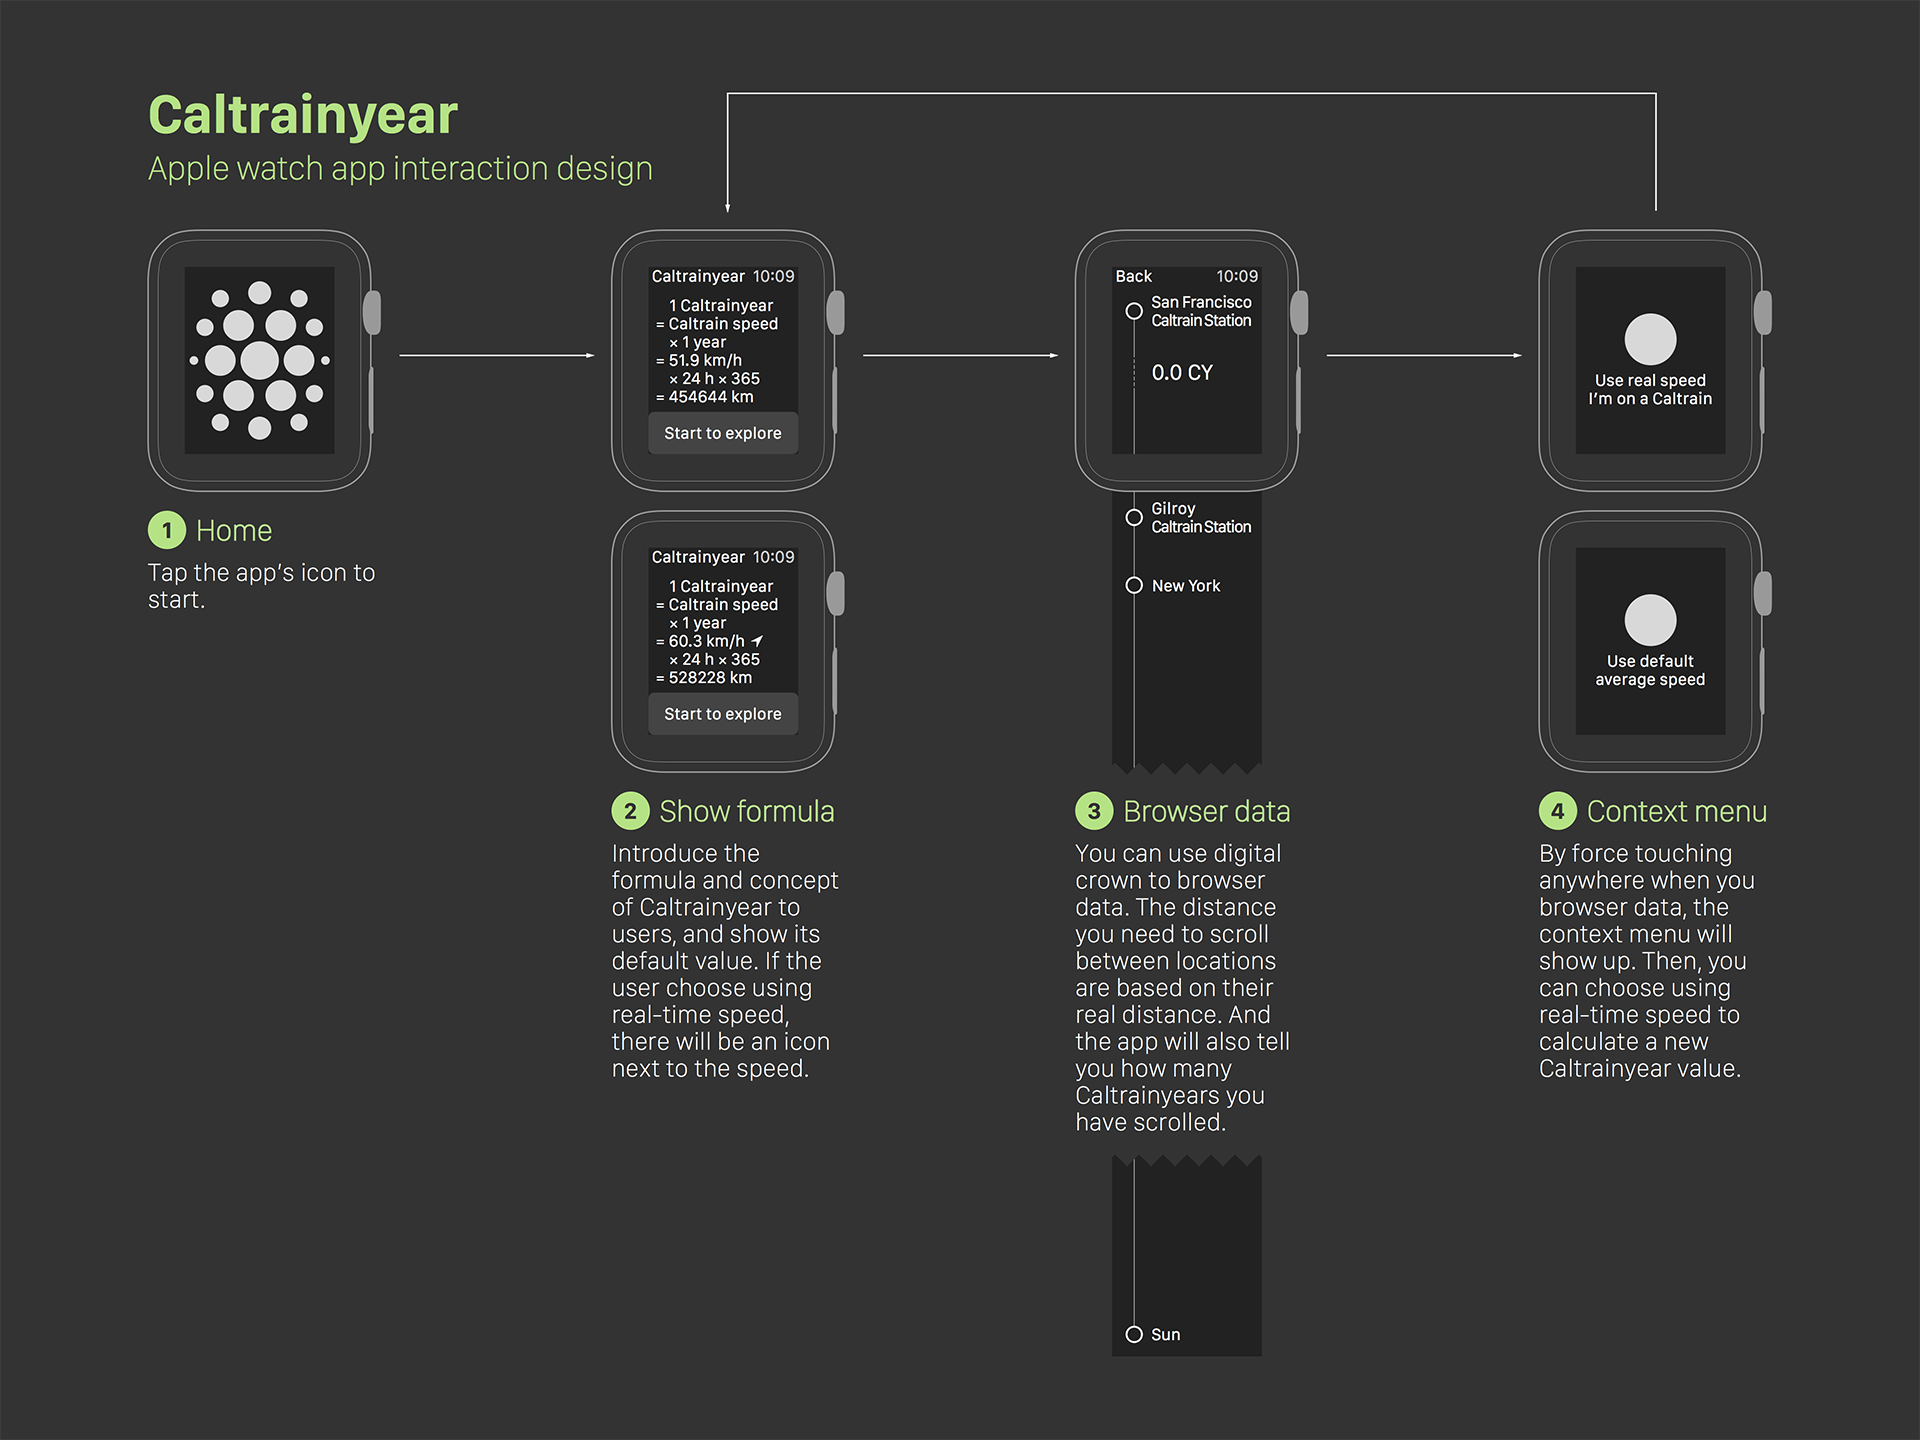 Caltrainyear
Apple watch app interaction design
1 Home
Tap the app's icon to
start.
Caltrainyear 10:09
1 Caltrainyear
= Caltrain speed
× 1 year
= 51.9 km/h
× 24 h × 365
= 454644 km
Start to explore
Caltrainyear 10:09
1 Caltrainyear
= Caltrain speed
× 1 year
= 60.3 km/h
× 24 h × 365
= 528228 km
Start to explore
2 Show formula
Introduce the
formula and concept
of Caltrainyear to
users, and show its
default value. If the
user choose using
real-time speed,
there will be an icon
next to the speed.
Back 10:09
San Francisco
Caltrain Station
0.0 CY
Gilroy
Caltrain Station
New York
3 Browser data
You can use digital
crown to browser
data. The distance
you need to scroll
between locations
are based on their
real distance. And
the app will also tell
you how many
Caltrainyears you
have scrolled.
Sun
Use real speed
I'm on a Caltrain
Use default
average speed
4 Context menu
By force touching
anywhere when you
browser data, the
context menu will
show up. Then, you
can choose using
real-time speed to
calculate a new
Caltrainyear value.